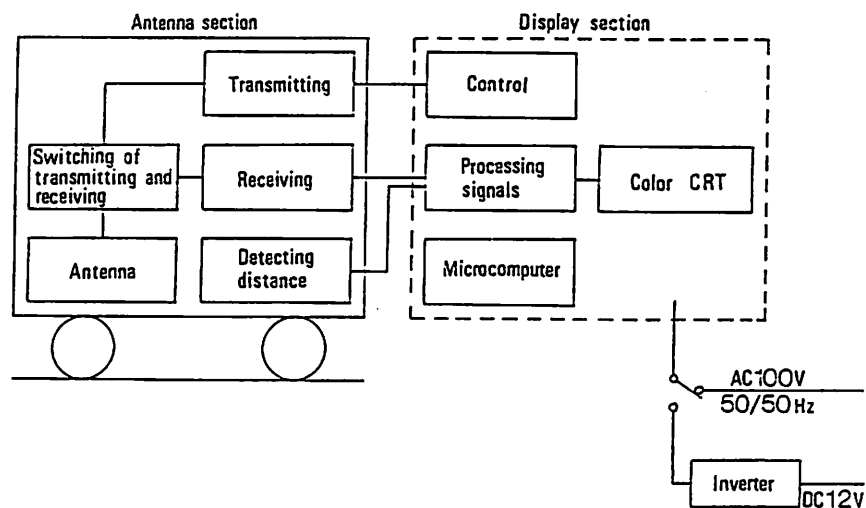 Antenna section
Display section
Transmitting
Control
Switching of
transmitting and
receiving
Receiving
Processing
signals
Color CRT
Antenna
Detecting
distance
Microcomputer
AC100V
50/50Hz
Inverter
DC12V